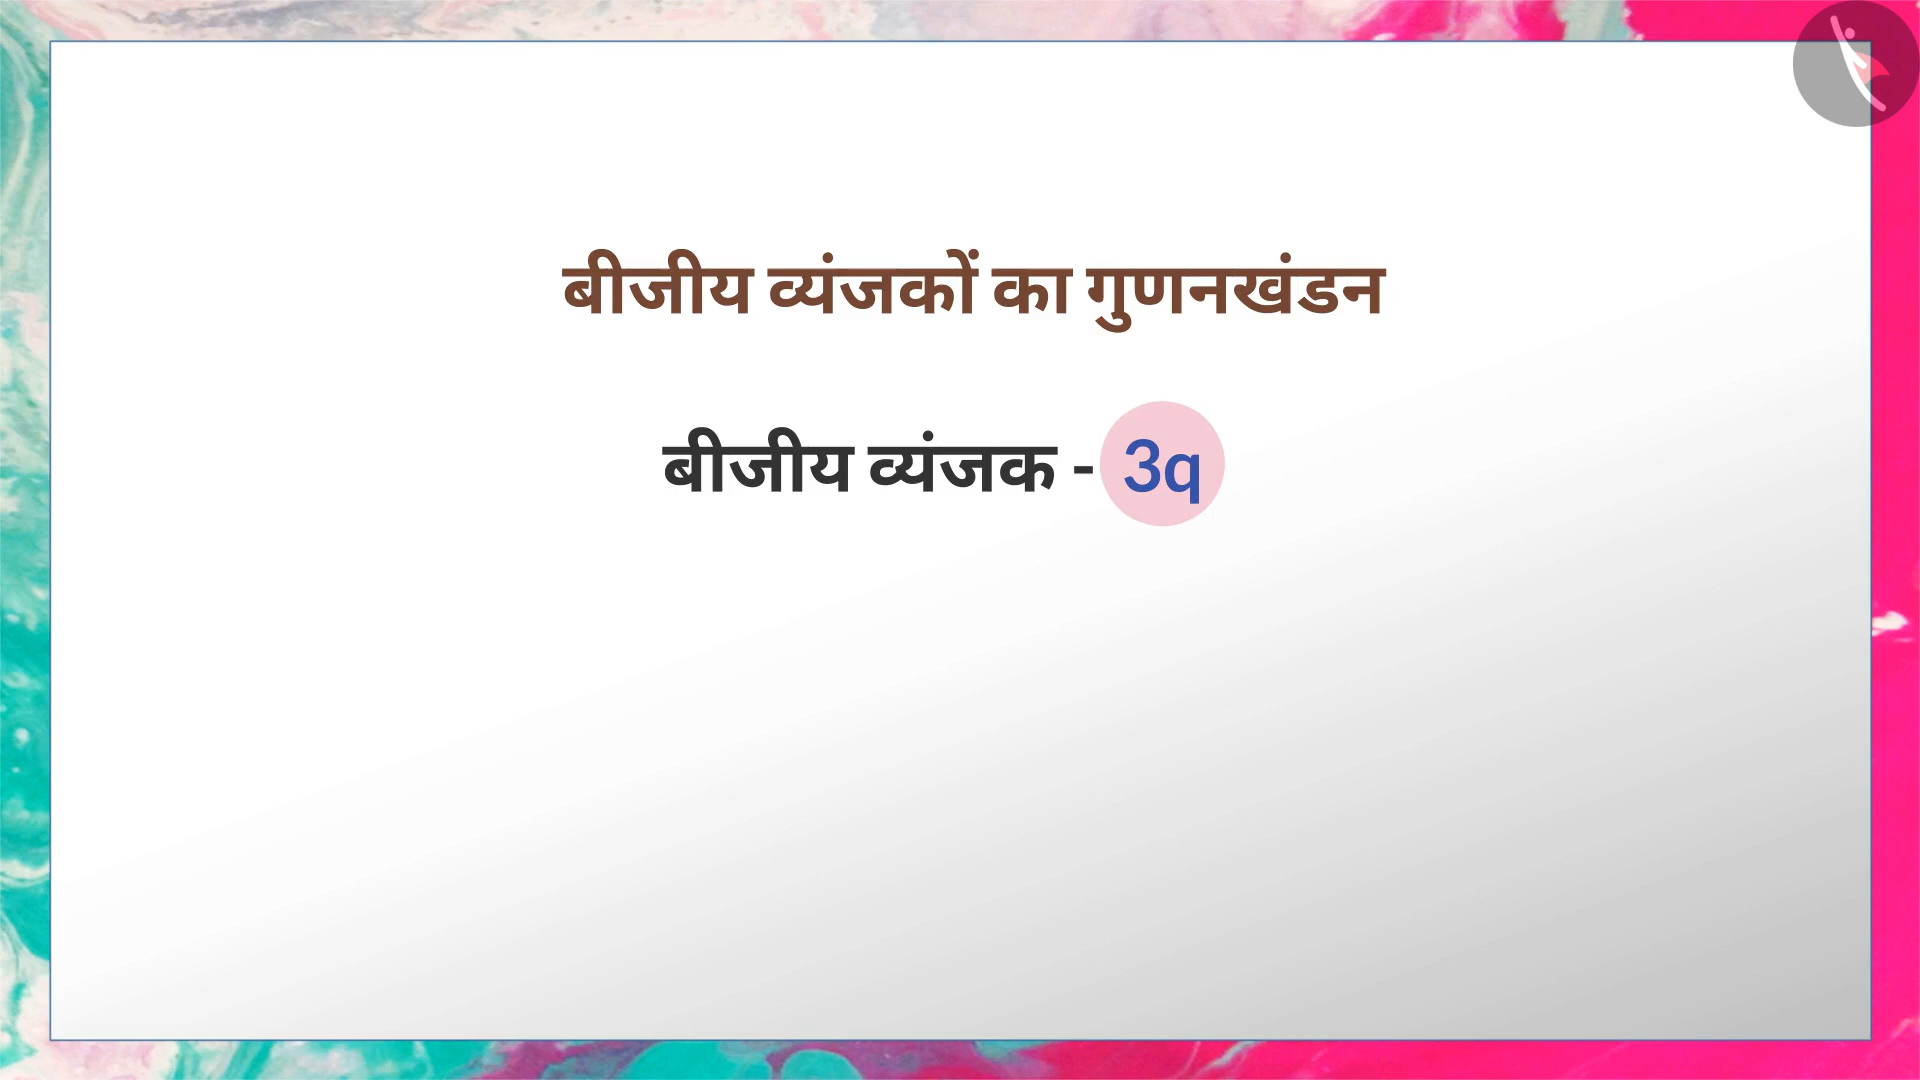 बीजीय व्यंजकों का गुणनखंडन
बीजीय व्यंजक - 3q